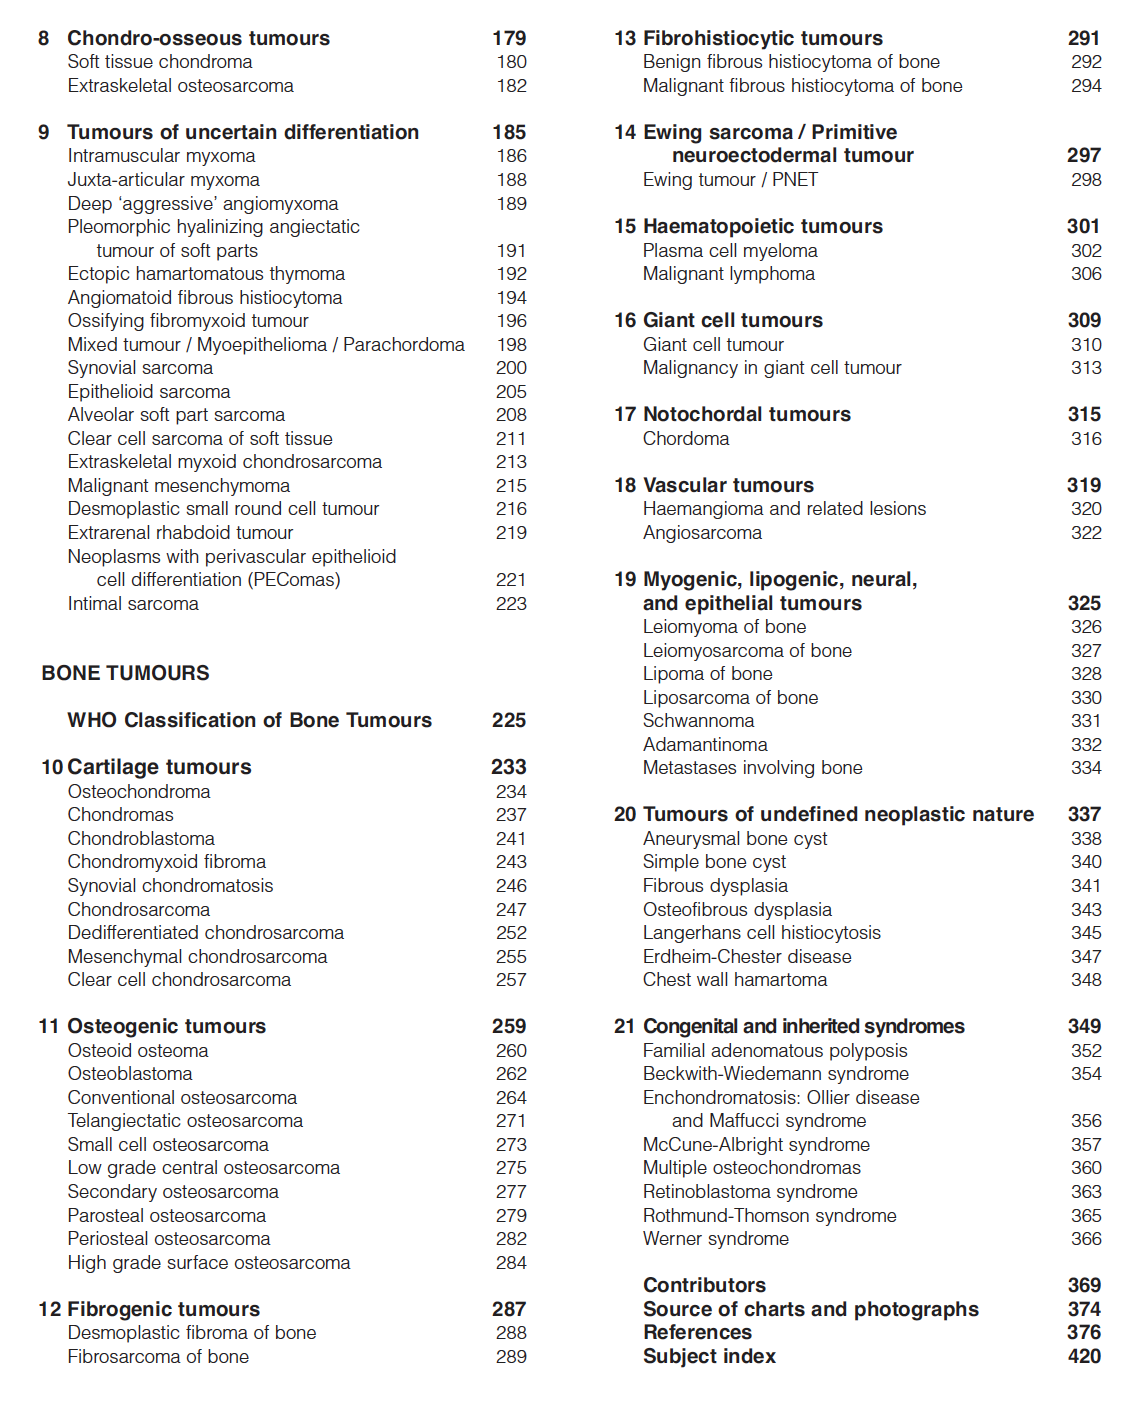 8 Chondro-osseous tumours 179
Soft tissue chondroma 180
Extraskeletal osteosarcoma 182
9 Tumours of uncertain differentiation 185
Intramuscular myxoma 186
Juxta-articular myxoma 188
Deep ‘aggressive’ angiomyxoma 189
Pleomorphic hyalinizing angiectatic
tumour of soft parts 191
Ectopic hamartomatous thymoma 192
Angiomatoid fibrous histiocytoma 194
Ossifying fibromyxoid tumour 196
Mixed tumour / Myoepithelioma / Parachordoma 198
Synovial sarcoma 200
Epithelioid sarcoma 205
Alveolar soft part sarcoma 208
Clear cell sarcoma of soft tissue 211
Extraskeletal myxoid chondrosarcoma 213
Malignant mesenchymoma 215
Desmoplastic small round cell tumour 216
Extrarenal rhabdoid tumour 219
Neoplasms with perivascular epithelioid
cell differentiation (PEComas) 221
Intimal sarcoma 223
BONE TUMOURS
WHO Classification of Bone Tumours 225
10 Cartilage tumours 233
Osteochondroma 234
Chondromas 237
Chondroblastoma 241
Chondromyxoid fibroma 243
Synovial chondromatosis 246
Chondrosarcoma 247
Dedifferentiated chondrosarcoma 252
Mesenchymal chondrosarcoma 255
Clear cell chondrosarcoma 257
11 Osteogenic tumours 259
Osteoid osteoma 260
Osteoblastoma 262
Conventional osteosarcoma 264
Telangiectatic osteosarcoma 271
Small cell osteosarcoma 273
Low grade central osteosarcoma 275
Secondary osteosarcoma 277
Parosteal osteosarcoma 279
Periosteal osteosarcoma 282
High grade surface osteosarcoma 284
12 Fibrogenic tumours 287
Desmoplastic fibroma of bone 288
Fibrosarcoma of bone 289
13 Fibrohistiocytic tumours 291
Benign fibrous histiocytoma of bone 292
Malignant fibrous histiocytoma of bone 294
14 Ewing sarcoma / Primitive
neuroectodermal tumour 297
Ewing tumour / PNET 298
15 Haematopoietic tumours 301
Plasma cell myeloma 302
Malignant lymphoma 306
16 Giant cell tumours 309
Giant cell tumour 310
Malignancy in giant cell tumour 313
17 Notochordal tumours 315
Chordoma 316
18 Vascular tumours 319
Haemangioma and related lesions 320
Angiosarcoma 322
19 Myogenic, lipogenic, neural,
and epithelial tumours 325
Leiomyoma of bone 326
Leiomyosarcoma of bone 327
Lipoma of bone 328
Liposarcoma of bone 330
Schwannoma 331
Adamantinoma 332
Metastases involving bone 334
20 Tumours of undefined neoplastic nature 337
Aneurysmal bone cyst 338
Simple bone cyst 340
Fibrous dysplasia 341
Osteofibrous dysplasia 343
Langerhans cell histiocytosis 345
Erdheim-Chester disease 347
Chest wall hamartoma 348
21 Congenital and inherited syndromes 349
Familial adenomatous polyposis 352
Beckwith-Wiedemann syndrome 354
Enchondromatosis: Ollier disease
and Maffucci syndrome 356
McCune-Albright syndrome 357
Multiple osteochondromas 360
Retinoblastoma syndrome 363
Rothmund-Thomson syndrome 365
Werner syndrome 366
Contributors 369
Source of charts and photographs 374
References 376
Subject index 420